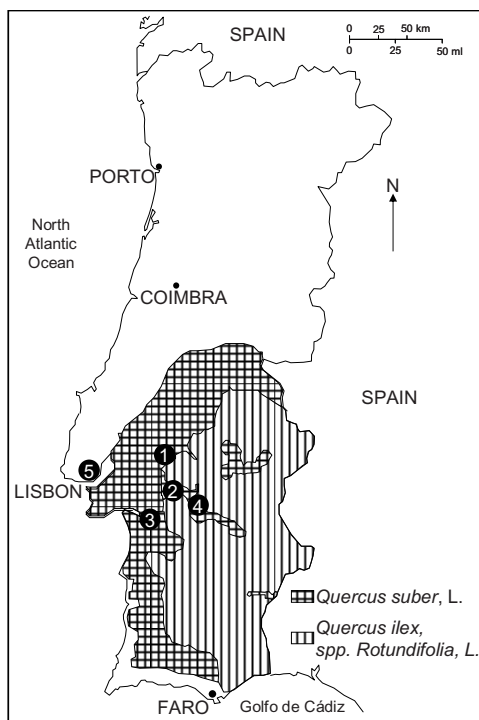 SPAIN
0 25 50 km
0 25 50 ml
PORTO
N
North
Atlantic
Ocean
COIMBRA
SPAIN
1
5
LISBON
2
4
3
Quercus suber, L.
Quercus ilex,
spp. Rotundifolia, L.
FARO
Golfo de Cádiz